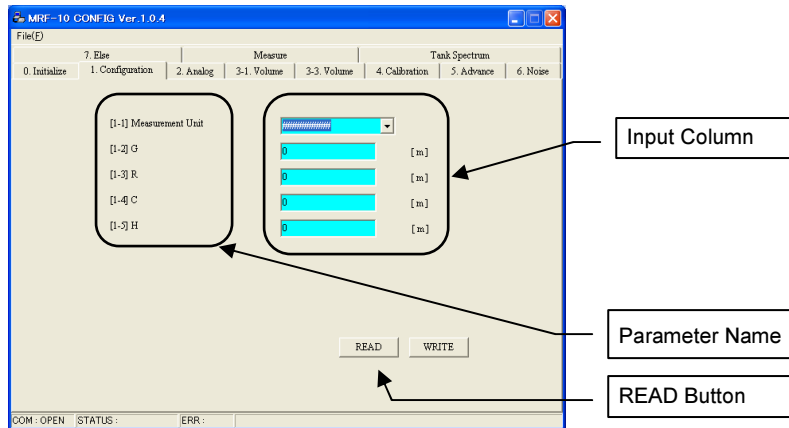 MRF-10 CONFIG Ver.1.0.4
File(F)
7. Else Measure Tank Spectrum
0. Initialize 1. Configuration 2. Analog 3-1. Volume 3-3. Volume 4. Calibration 5. Advance 6. Noise
[1-1] Measurement Unit
[1-2] G 0 [m]
[1-3] R 0 [m]
[1-4] C 0 [m]
[1-5] H 0 [m]
Input Column
READ WRITE
Parameter Name
READ Button
COM : OPEN STATUS : ERR :